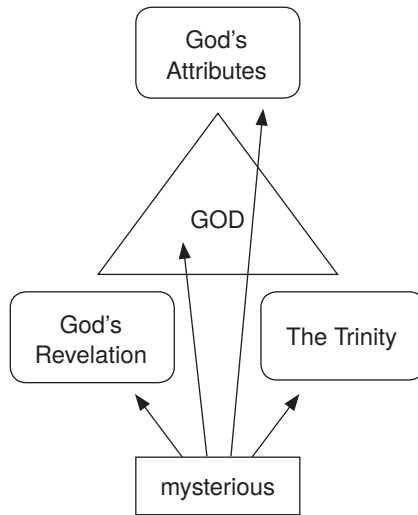 God's
Attributes
GOD
God's
Revelation
The Trinity
mysterious